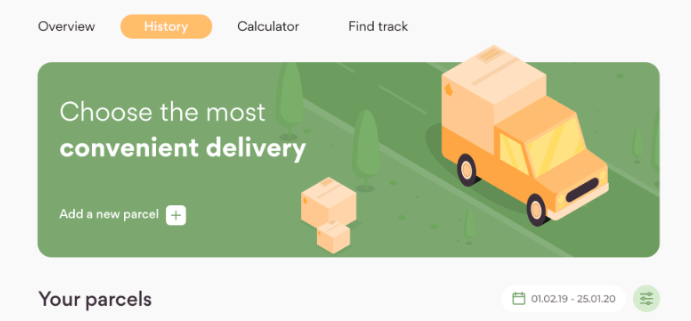 Overview
History
Calculator
Find track
Choose the most
convenient delivery
Add a new parcel
Your parcels
01.02.19 - 25.01.20